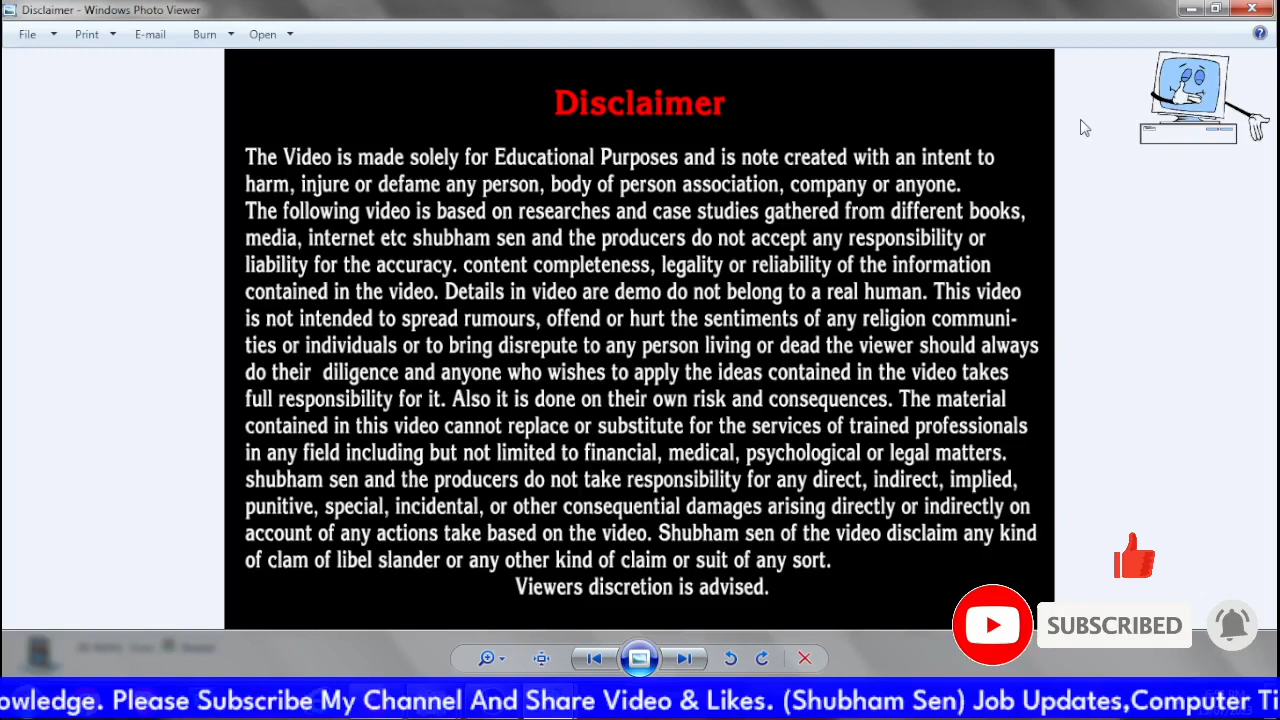 Disclaimer - Windows Photo Viewer
File Print E-mail Burn Open
Disclaimer
The Video is made solely for Educational Purposes and is note created with an intent to
harm, injure or defame any person, body of person association, company or anyone.
The following video is based on researches and case studies gathered from different books,
media, internet etc shubham sen and the producers do not accept any responsibility or
liability for the accuracy. content completeness, legality or reliability of the information
contained in the video. Details in video are demo do not belong to a real human. This video
is not intended to spread rumours, offend or hurt the sentiments of any religion communi-
ties or individuals or to bring disrepute to any person living or dead the viewer should always
do their diligence and anyone who wishes to apply the ideas contained in the video takes
full responsibility for it. Also it is done on their own risk and consequences. The material
contained in this video cannot replace or substitute for the services of trained professionals
in any field including but not limited to financial, medical, psychological or legal matters.
shubham sen and the producers do not take responsibility for any direct, indirect, implied,
punitive, special, incidental, or other consequential damages arising directly or indirectly on
account of any actions take based on the video. Shubham sen of the video disclaim any kind
of clam of libel slander or any other kind of claim or suit of any sort.
Viewers discretion is advised.
SUBSCRIBED
owledge. Please Subscribe My Channel And Share Video & Likes. (Shubham Sen) Job Updates,Computer Ti